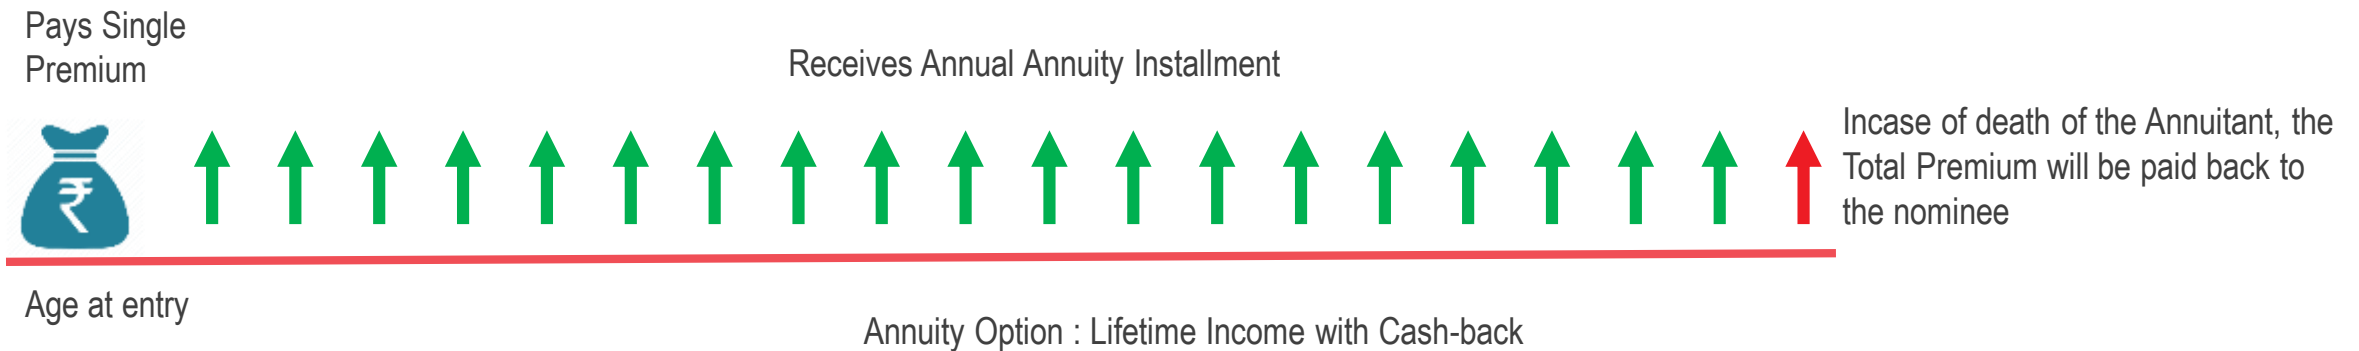 Pays Single
Premium
Receives Annual Annuity Installment
Incase of death of the Annuitant, the
Total Premium will be paid back to
the nominee
₹
Age at entry
Annuity Option : Lifetime Income with Cash-back